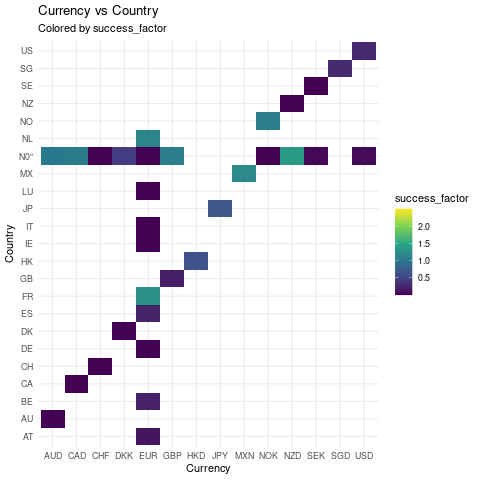 Currency vs Country
Colored by success_factor
US
SG
SE
NZ
NO
NL
N0"
MX
LU
JP
IT
IE
HK
GB
FR
ES
DK
DE
CH
CA
BE
AU
AT
Country
AUD CAD CHF DKK EUR GBP HKD JPY MXN NOK NZD SEK SGD USD
Currency
success_factor
2.0
1.5
1.0
0.5